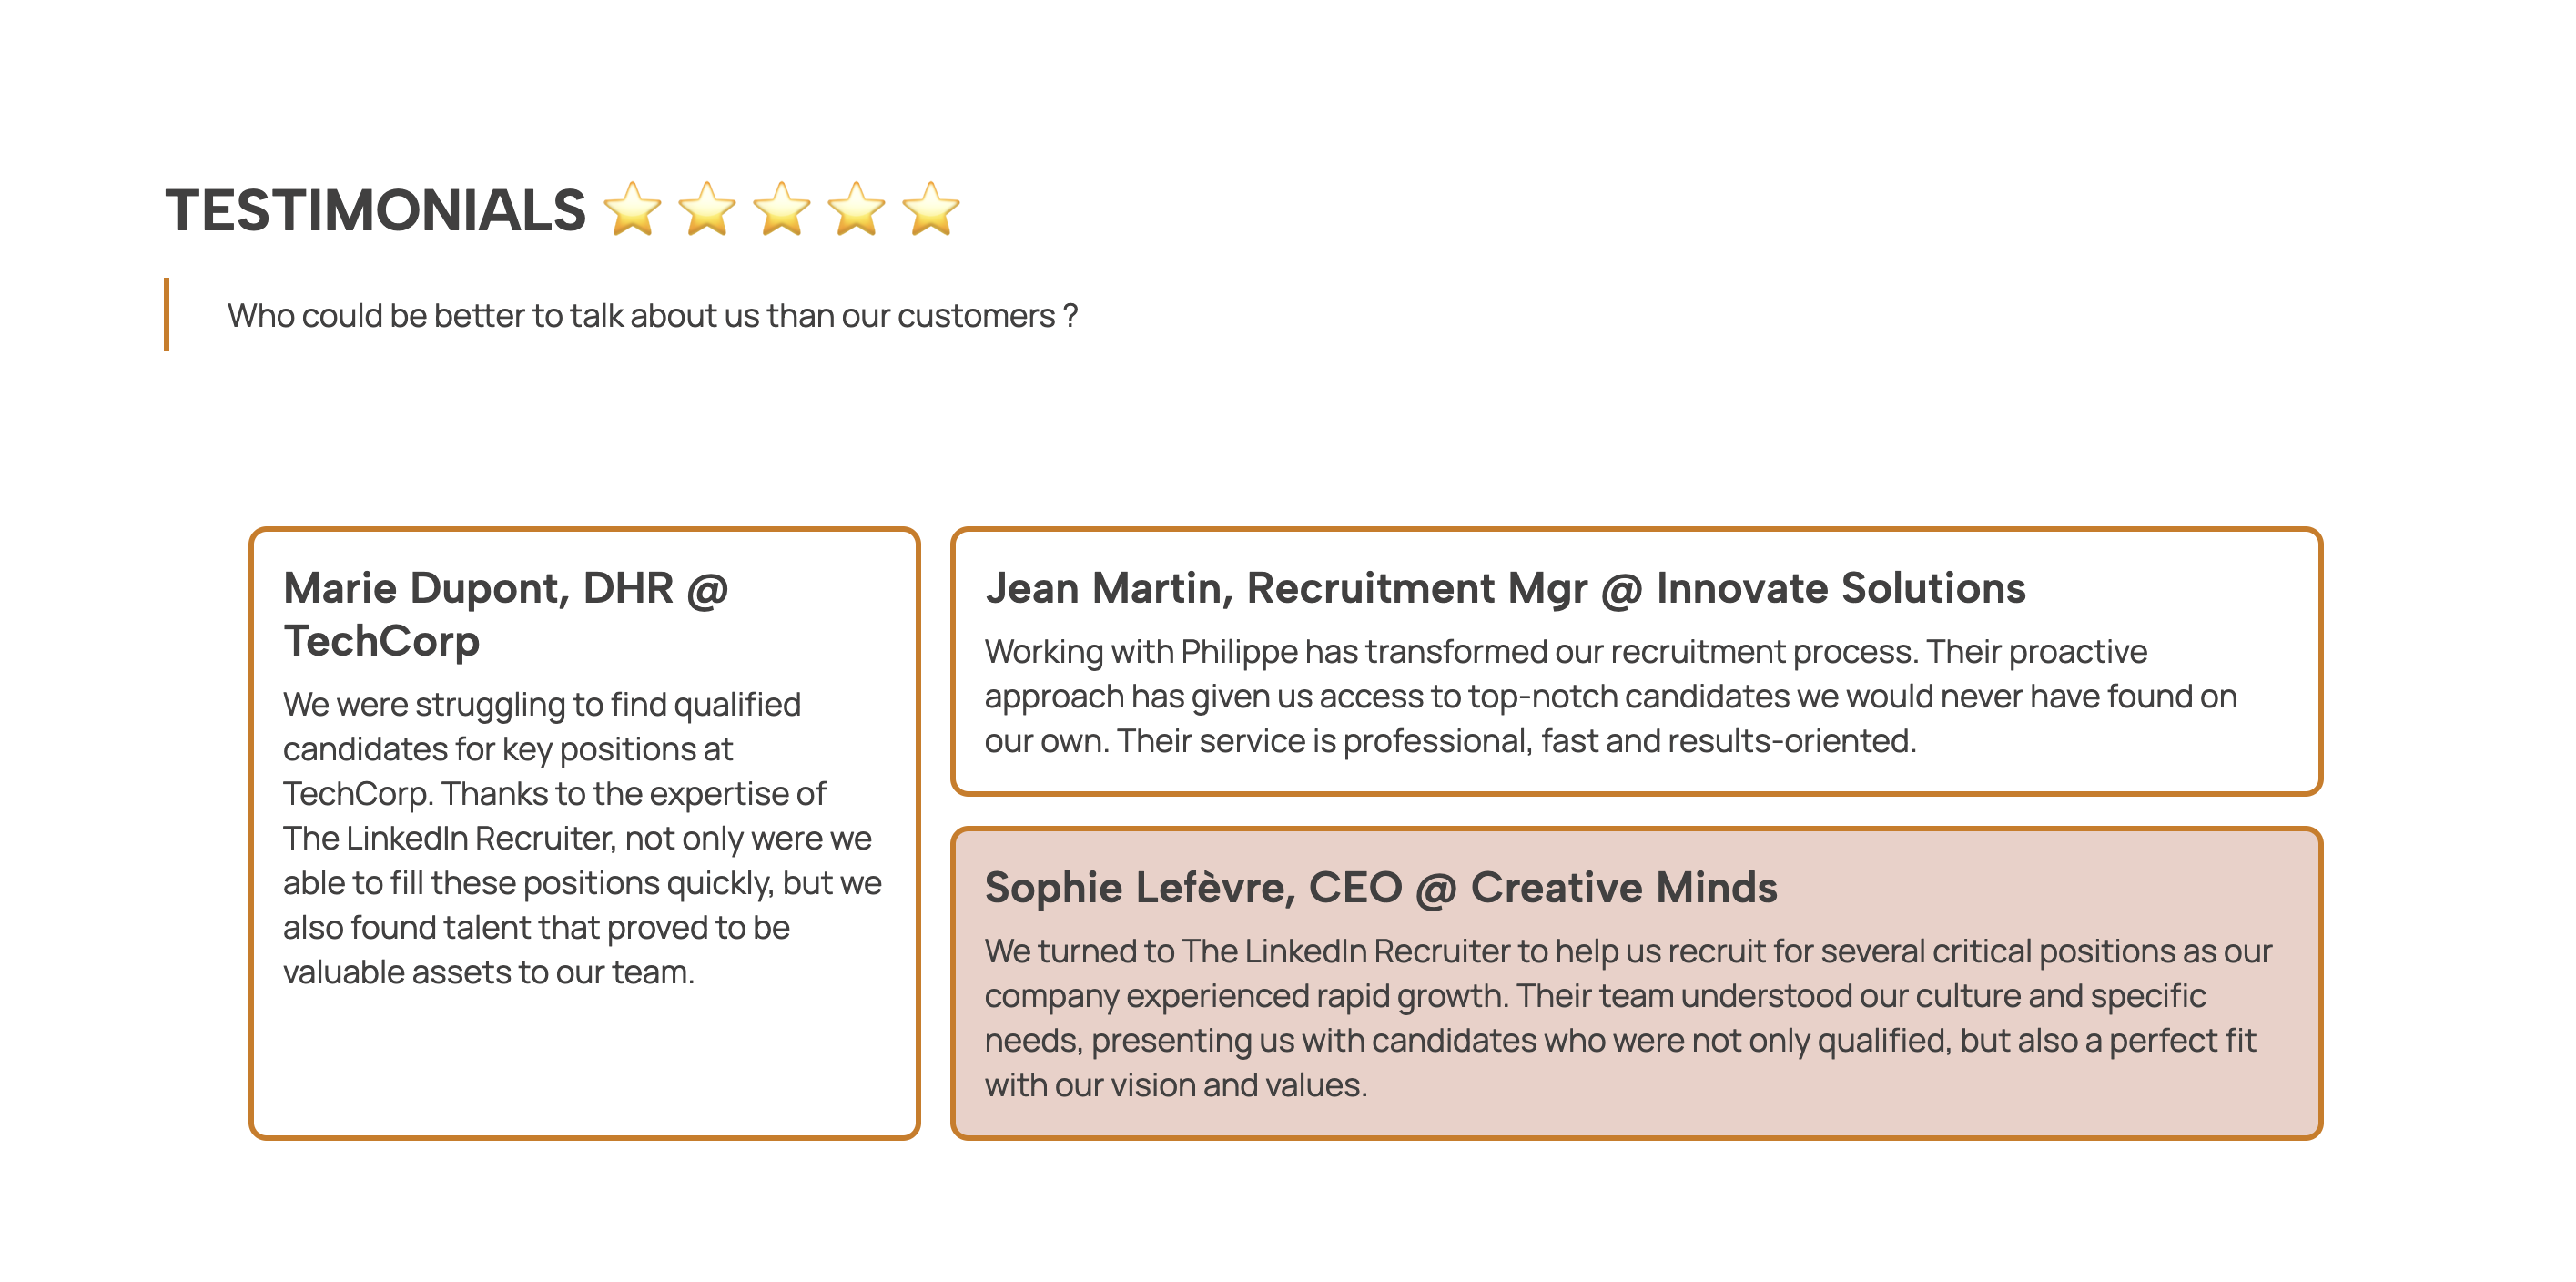 TESTIMONIALS ⭐⭐⭐⭐⭐
Who could be better to talk about us than our customers ?
Marie Dupont, DHR @
TechCorp
We were struggling to find qualified
candidates for key positions at
TechCorp. Thanks to the expertise of
The LinkedIn Recruiter, not only were we
able to fill these positions quickly, but we
also found talent that proved to be
valuable assets to our team.
Jean Martin, Recruitment Mgr @ Innovate Solutions
Working with Philippe has transformed our recruitment process. Their proactive
approach has given us access to top-notch candidates we would never have found on
our own. Their service is professional, fast and results-oriented.
Sophie Lefèvre, CEO @ Creative Minds
We turned to The LinkedIn Recruiter to help us recruit for several critical positions as our
company experienced rapid growth. Their team understood our culture and specific
needs, presenting us with candidates who were not only qualified, but also a perfect fit
with our vision and values.